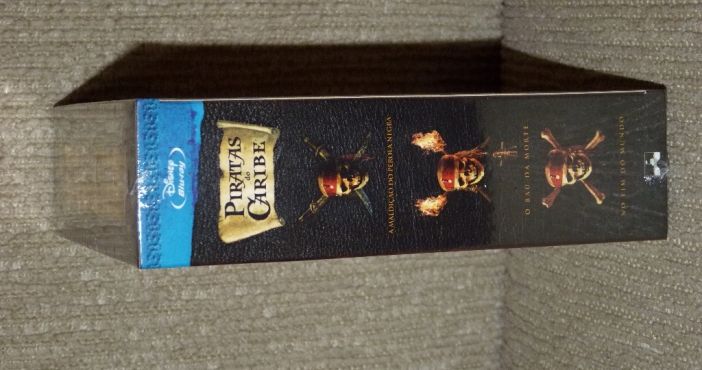 Disney
Blu-ray
PIRATAS
do
CARIBE
A MALDIÇÃO DO PÉROLA NEGRA
O BAÚ DA MORTE
NO FIM DO MUNDO